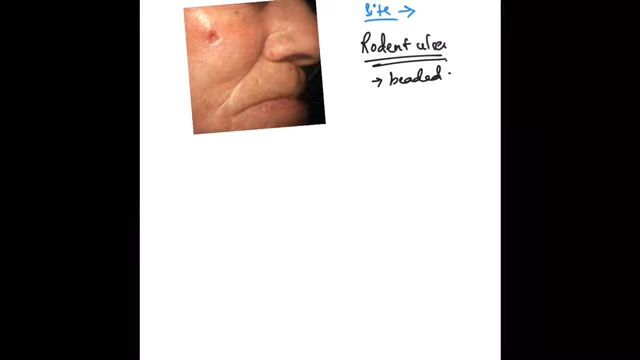 Site →
Rodent ulcer
→ beaded.